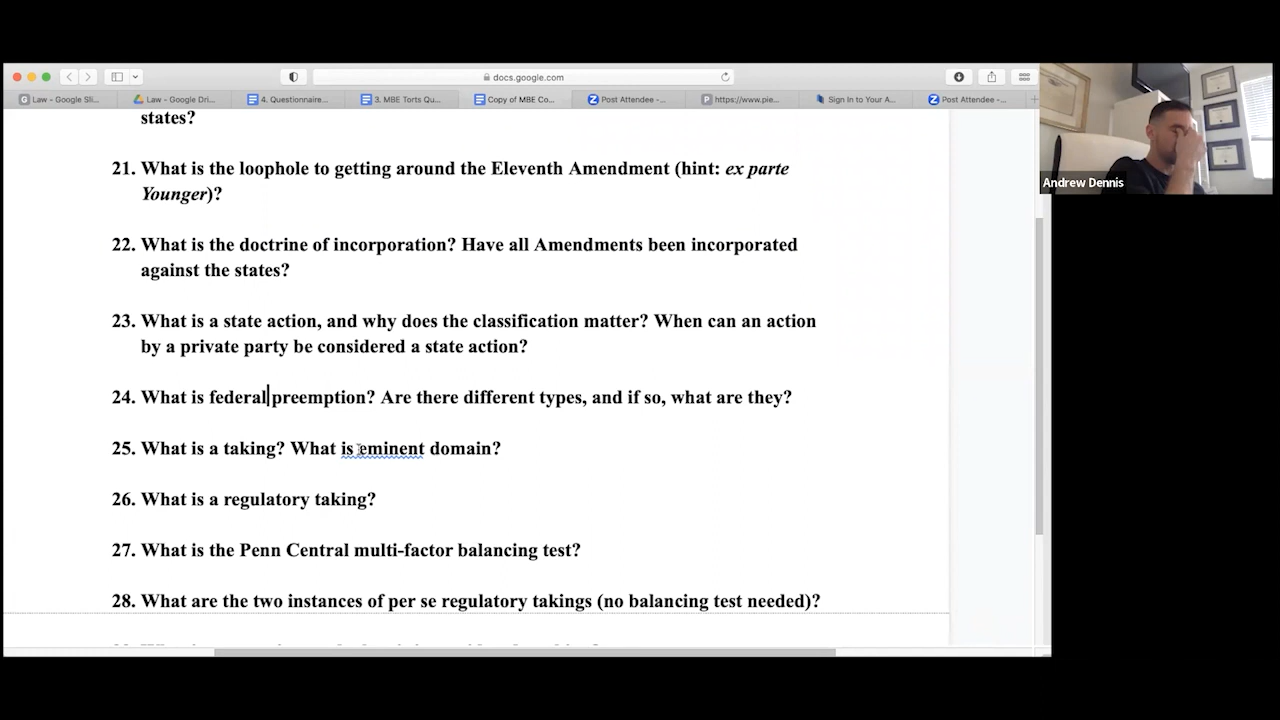 docs.google.com
Law - Google Sli...
Law - Google Dri...
4. Questionnaire...
3. MBE Torts Qu...
Copy of MBE Co...
Post Attendee -...
https://www.pie...
Sign In to Your A...
Post Attendee -...
Andrew Dennis
states?
21. What is the loophole to getting around the Eleventh Amendment (hint: ex parte
Younger)?
22. What is the doctrine of incorporation? Have all Amendments been incorporated
against the states?
23. What is a state action, and why does the classification matter? When can an action
by a private party be considered a state action?
24. What is federal preemption? Are there different types, and if so, what are they?
25. What is a taking? What is eminent domain?
26. What is a regulatory taking?
27. What is the Penn Central multi-factor balancing test?
28. What are the two instances of per se regulatory takings (no balancing test needed)?